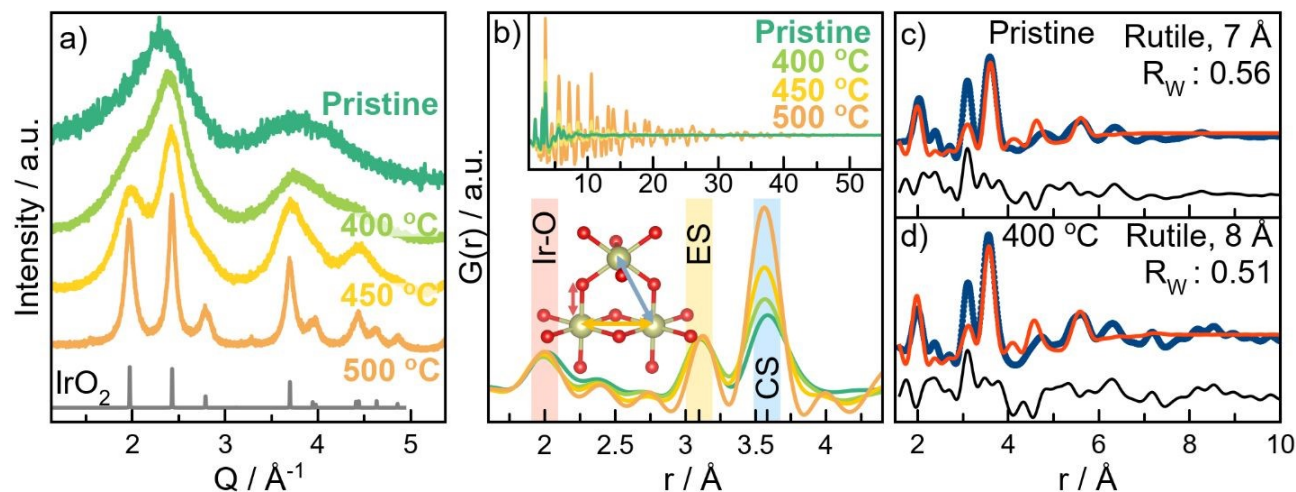 a)
Pristine
400 °C
450 °C
500 °C
IrO2
Intensity / a.u.
2
3
4
5
Q / Å-1
b)
Pristine
400 °C
450 °C
500 °C
10
20
30
40
50
G(r) / a.u.
Ir-O
ES
CS
2
2.5
3
3.5
4
r / Å
c)
Pristine
Rutile, 7 Å
RW : 0.56
d)
400 °C
Rutile, 8 Å
RW : 0.51
2
4
6
8
10
r / Å